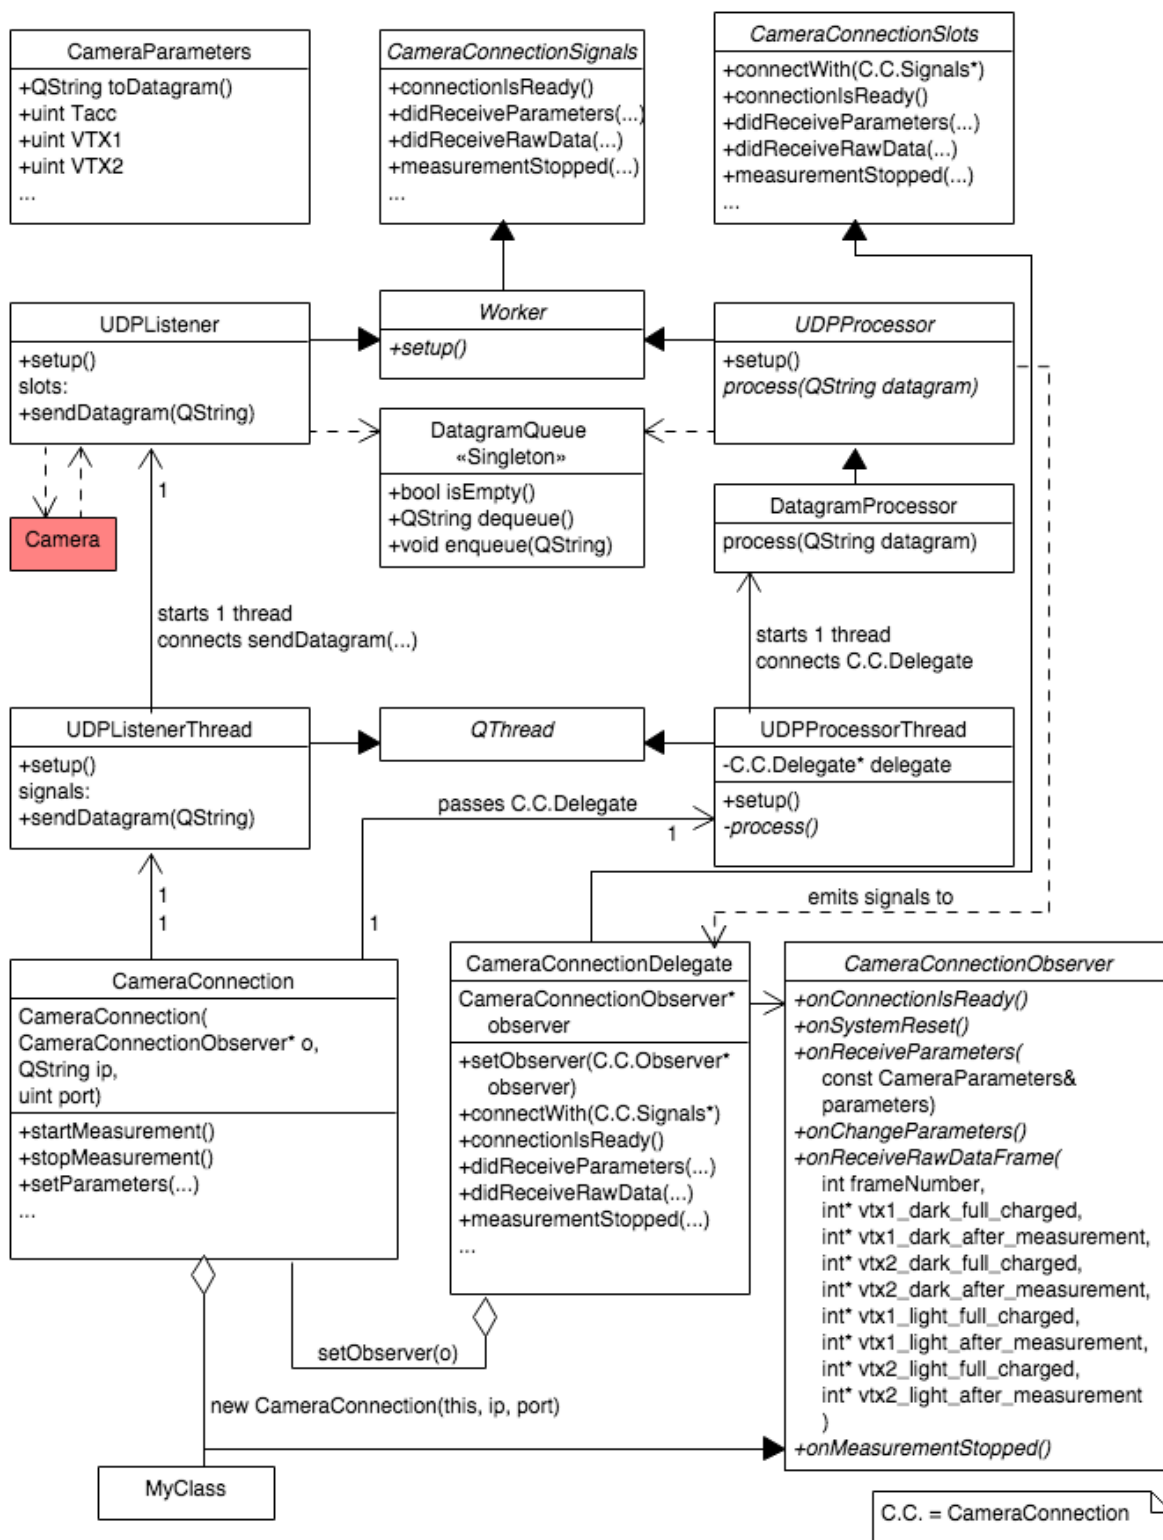 CameraParameters
+QString toDatagram()
+uint Tacc
+uint VTX1
+uint VTX2
...
CameraConnectionSignals
+connectionIsReady()
+didReceiveParameters(...)
+didReceiveRawData(...)
+measurementStopped(...)
...
CameraConnectionSlots
+connectWith(C.C.Signals*)
+connectionIsReady()
+didReceiveParameters(...)
+didReceiveRawData(...)
+measurementStopped(...)
...
UDPListener
+setup()
slots:
+sendDatagram(QString)
Worker
+setup()
UDPProcessor
+setup()
process(QString datagram)
DatagramQueue
«Singleton»
+bool isEmpty()
+QString dequeue()
+void enqueue(QString)
DatagramProcessor
process(QString datagram)
1
Camera
starts 1 thread
connects sendDatagram(...)
starts 1 thread
connects C.C.Delegate
UDPListenerThread
+setup()
signals:
+sendDatagram(QString)
QThread
UDPProcessorThread
-C.C.Delegate* delegate
+setup()
-process()
passes C.C.Delegate
1
1
1
1
emits signals to
CameraConnection
CameraConnection(
CameraConnectionObserver* o,
QString ip,
uint port)
+startMeasurement()
+stopMeasurement()
+setParameters(...)
...
CameraConnectionDelegate
CameraConnectionObserver*
observer
+setObserver(C.C.Observer*
observer)
+connectWith(C.C.Signals*)
+connectionIsReady()
+didReceiveParameters(...)
+didReceiveRawData(...)
+measurementStopped(...)
...
CameraConnectionObserver
+onConnectionIsReady()
+onSystemReset()
+onReceiveParameters(
const CameraParameters&
parameters)
+onChangeParameters()
+onReceiveRawDataFrame(
int frameNumber,
int* vtx1_dark_full_charged,
int* vtx1_dark_after_measurement,
int* vtx2_dark_full_charged,
int* vtx2_dark_after_measurement,
int* vtx1_light_full_charged,
int* vtx1_light_after_measurement,
int* vtx2_light_full_charged,
int* vtx2_light_after_measurement
)
+onMeasurementStopped()
setObserver(o)
new CameraConnection(this, ip, port)
MyClass
C.C. = CameraConnection